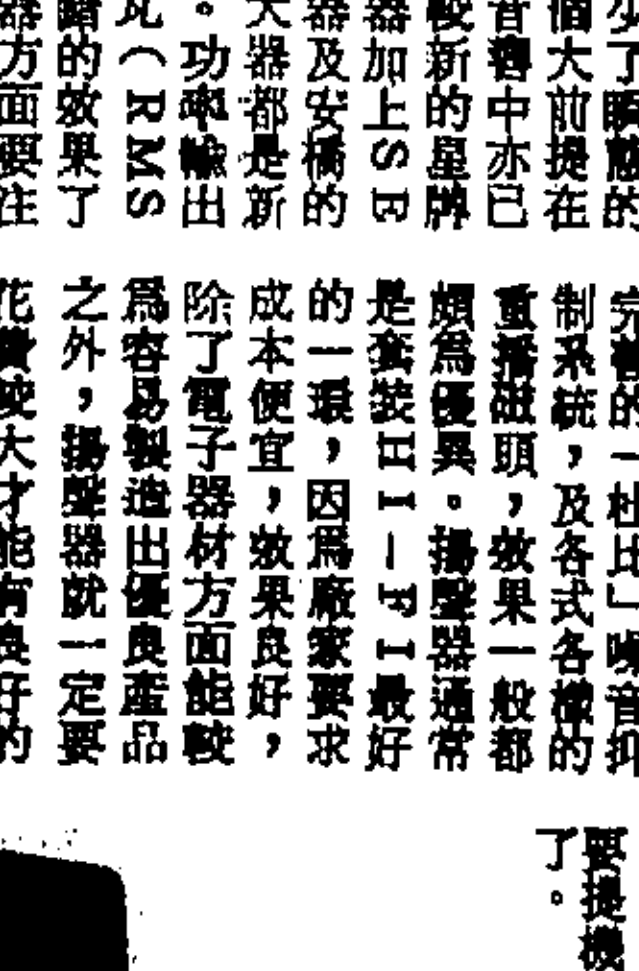 少了瞬態的
個大前提在
音響中亦已
較新的星牌
器加上SE
器及安橋的
大器都是新
。功率輸出
瓦(RMS
踏的效果了
器方面要注
完善的「杜比」噪音抑
制系統,及各式各樣的
重播磁頭,效果一般都
頗為優異。揚聲器通常
是套裝HI-FI最好
的一環,因為廠家要求
成本便宜,效果良好,
除了電子器材方面能較
為容易製造出優良產品
之外,揚聲器就一定要
花費較大才能有良好的
要提機
了。